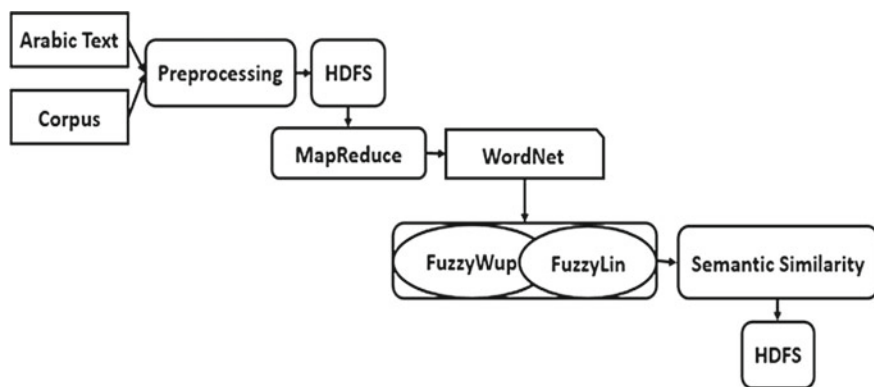 Arabic Text
Corpus
Preprocessing
HDFS
MapReduce
WordNet
FuzzyWup
FuzzyLin
Semantic Similarity
HDFS